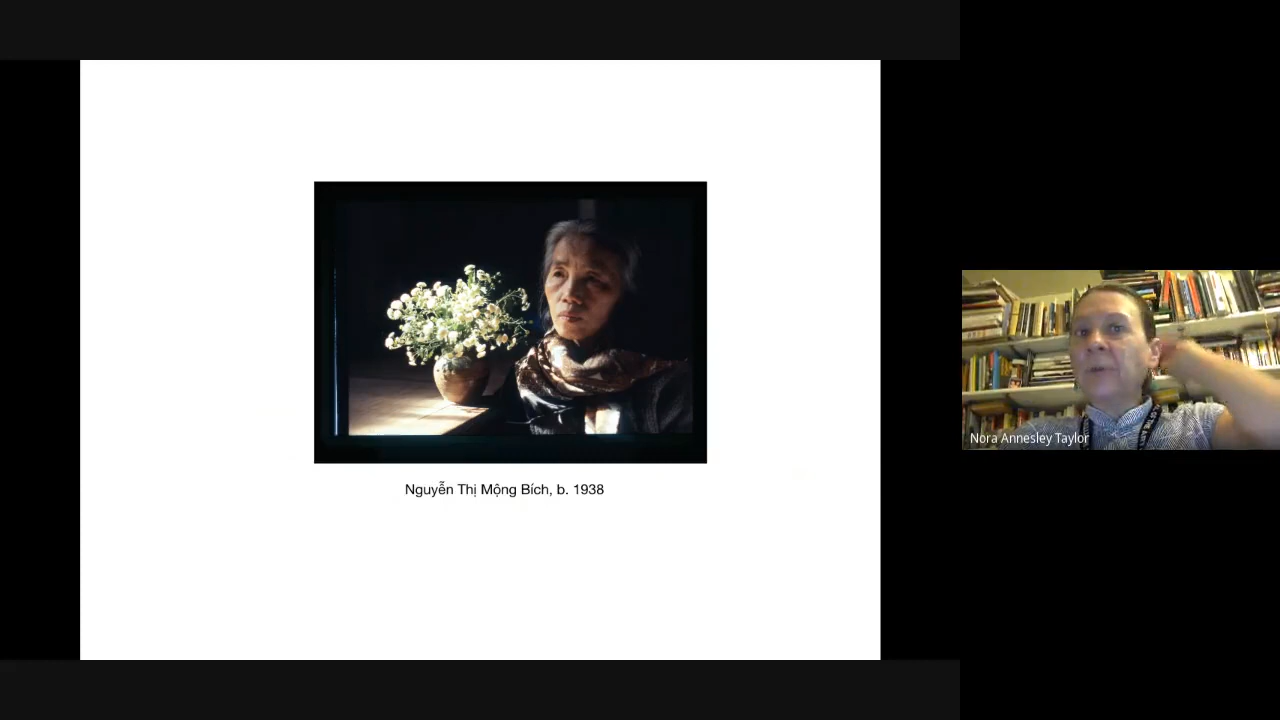 Nguyễn Thị Mộng Bích, b. 1938
Nora Annesley Taylor